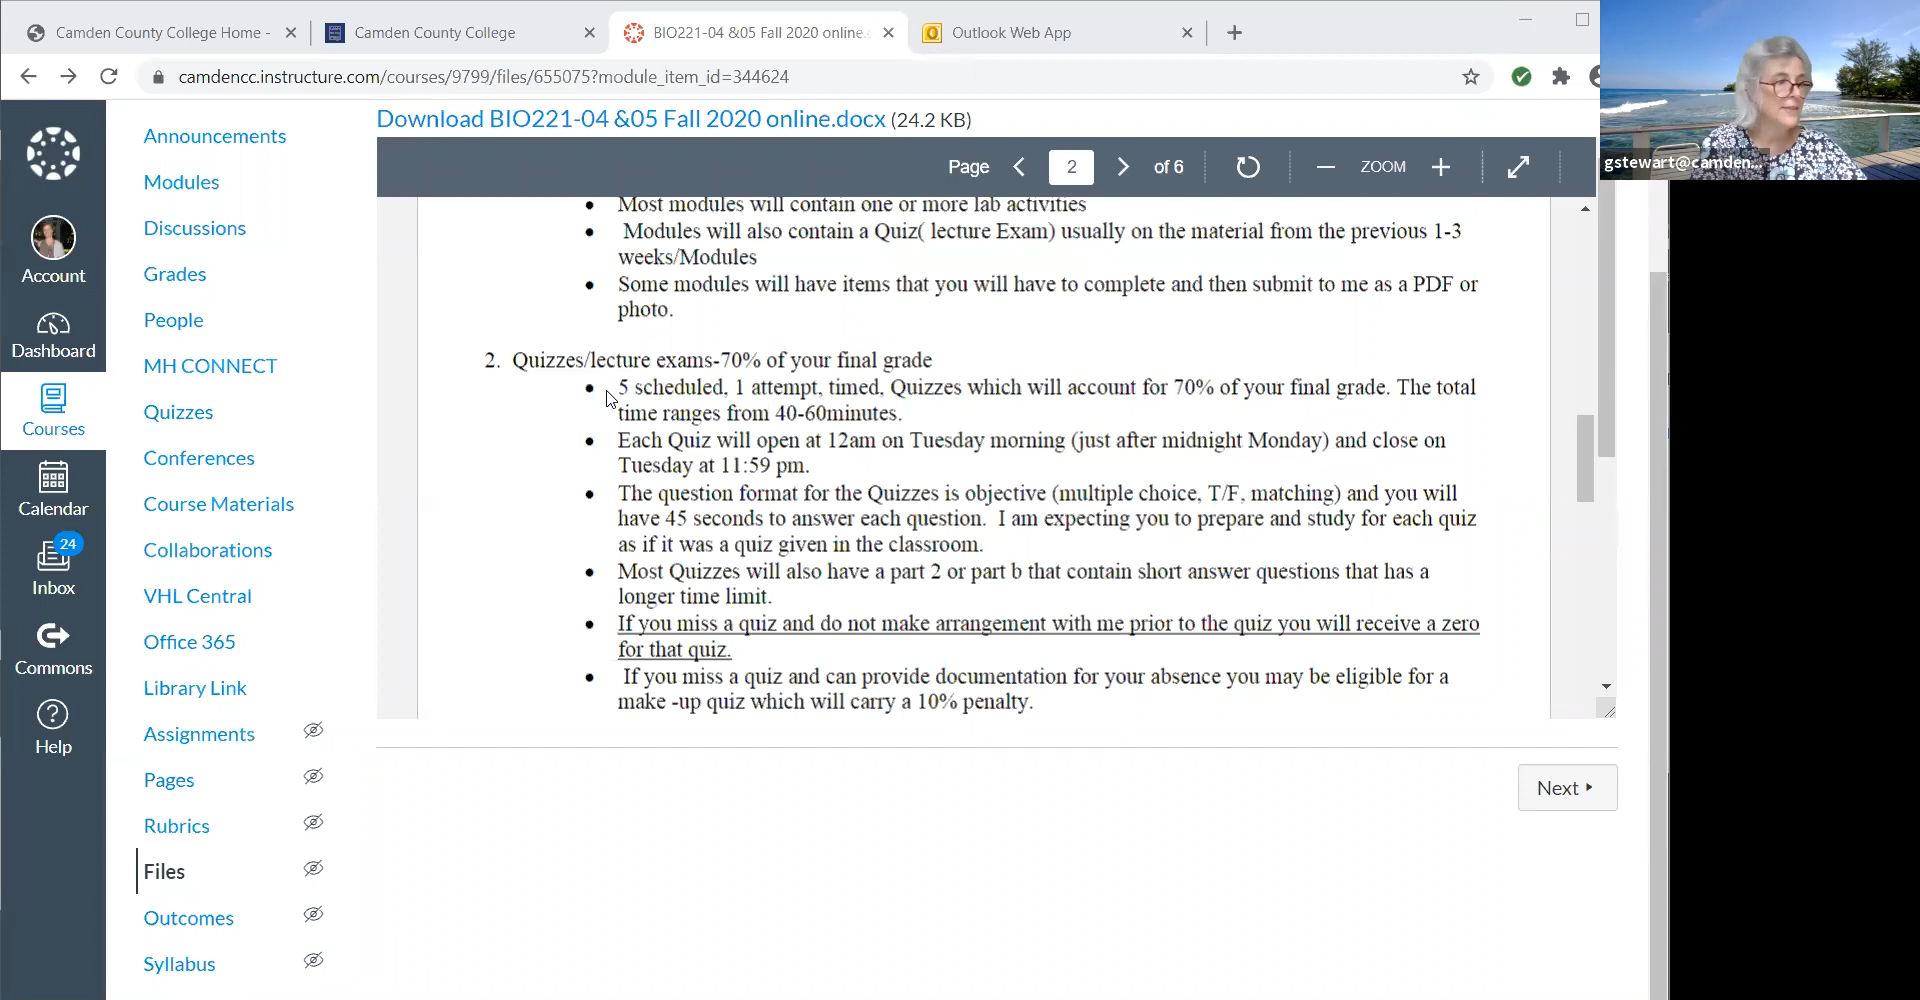 Camden County College Home -
Camden County College
BIO221-04 &05 Fall 2020 online.
Outlook Web App
camdencc.instructure.com/courses/9799/files/655075?module_item_id=344624
gstewart@camden...
Account
Dashboard
Courses
Calendar
24
Inbox
Commons
Help
Announcements
Modules
Discussions
Grades
People
MH CONNECT
Quizzes
Conferences
Course Materials
Collaborations
VHL Central
Office 365
Library Link
Assignments
Pages
Rubrics
Files
Outcomes
Syllabus
Download BIO221-04 &05 Fall 2020 online.docx (24.2 KB)
Page 2 of 6 ZOOM
• Most modules will contain one or more lab activities
• Modules will also contain a Quiz( lecture Exam) usually on the material from the previous 1-3
weeks/Modules
• Some modules will have items that you will have to complete and then submit to me as a PDF or
photo.
2. Quizzes/lecture exams-70% of your final grade
• 5 scheduled, 1 attempt, timed, Quizzes which will account for 70% of your final grade. The total
time ranges from 40-60minutes.
• Each Quiz will open at 12am on Tuesday morning (just after midnight Monday) and close on
Tuesday at 11:59 pm.
• The question format for the Quizzes is objective (multiple choice, T/F, matching) and you will
have 45 seconds to answer each question. I am expecting you to prepare and study for each quiz
as if it was a quiz given in the classroom.
• Most Quizzes will also have a part 2 or part b that contain short answer questions that has a
longer time limit.
• If you miss a quiz and do not make arrangement with me prior to the quiz you will receive a zero
for that quiz.
• If you miss a quiz and can provide documentation for your absence you may be eligible for a
make -up quiz which will carry a 10% penalty.
Next